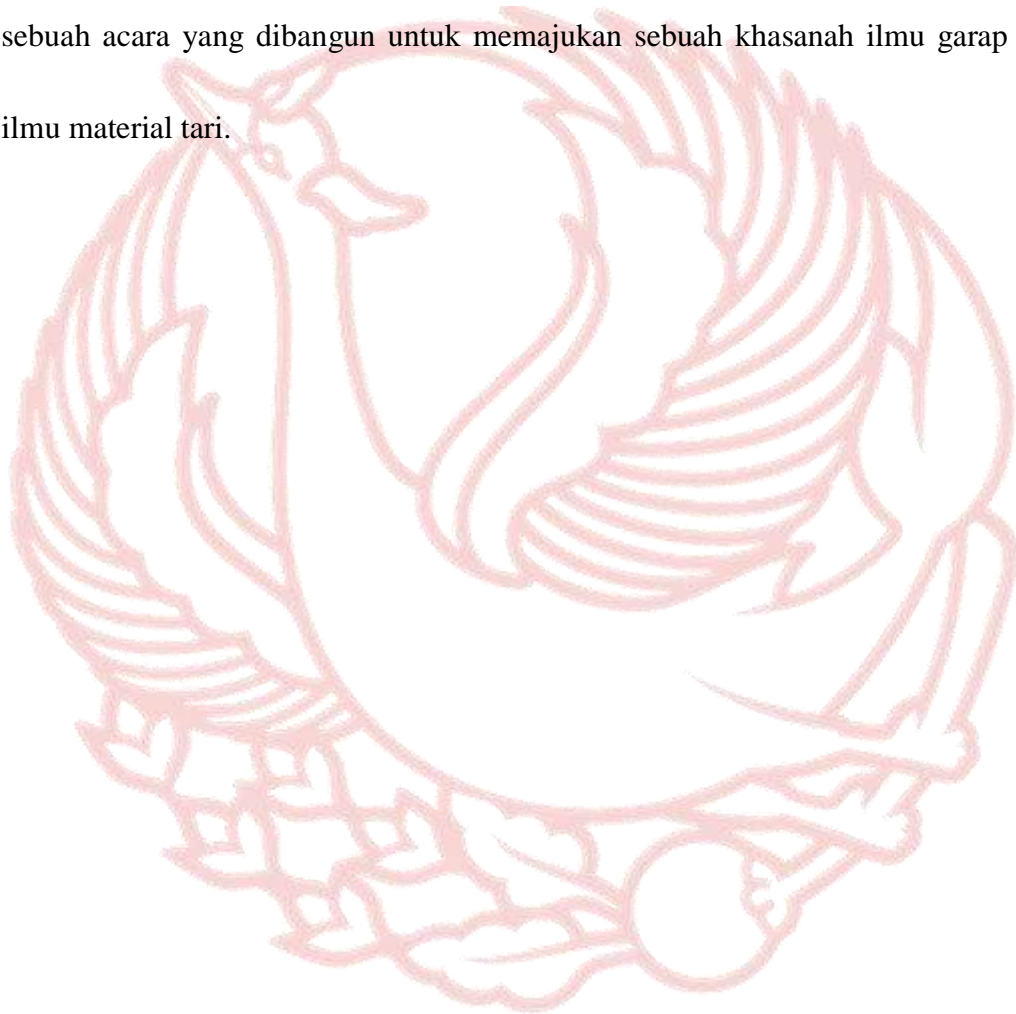 sebuah acara yang dibangun untuk memajukan sebuah khasanah ilmu garap
ilmu material tari.